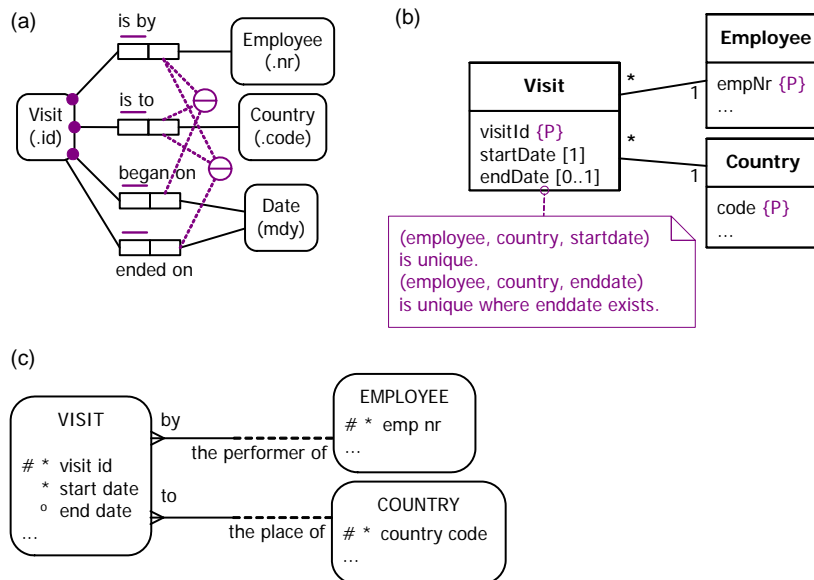 (a)
is by
Employee
(.nr)
Visit
(.id)
is to
Country
(.code)
began on
Date
(mdy)
ended on
(b)
Visit
visitId {P}
startDate [1]
endDate [0..1]
*
1
*
1
Employee
empNr {P}
...
Country
code {P}
...
(employee, country, startdate)
is unique.
(employee, country, enddate)
is unique where enddate exists.
(c)
VISIT
# * visit id
* start date
o end date
...
by
the performer of
to
the place of
EMPLOYEE
# * emp nr
...
COUNTRY
# * country code
...